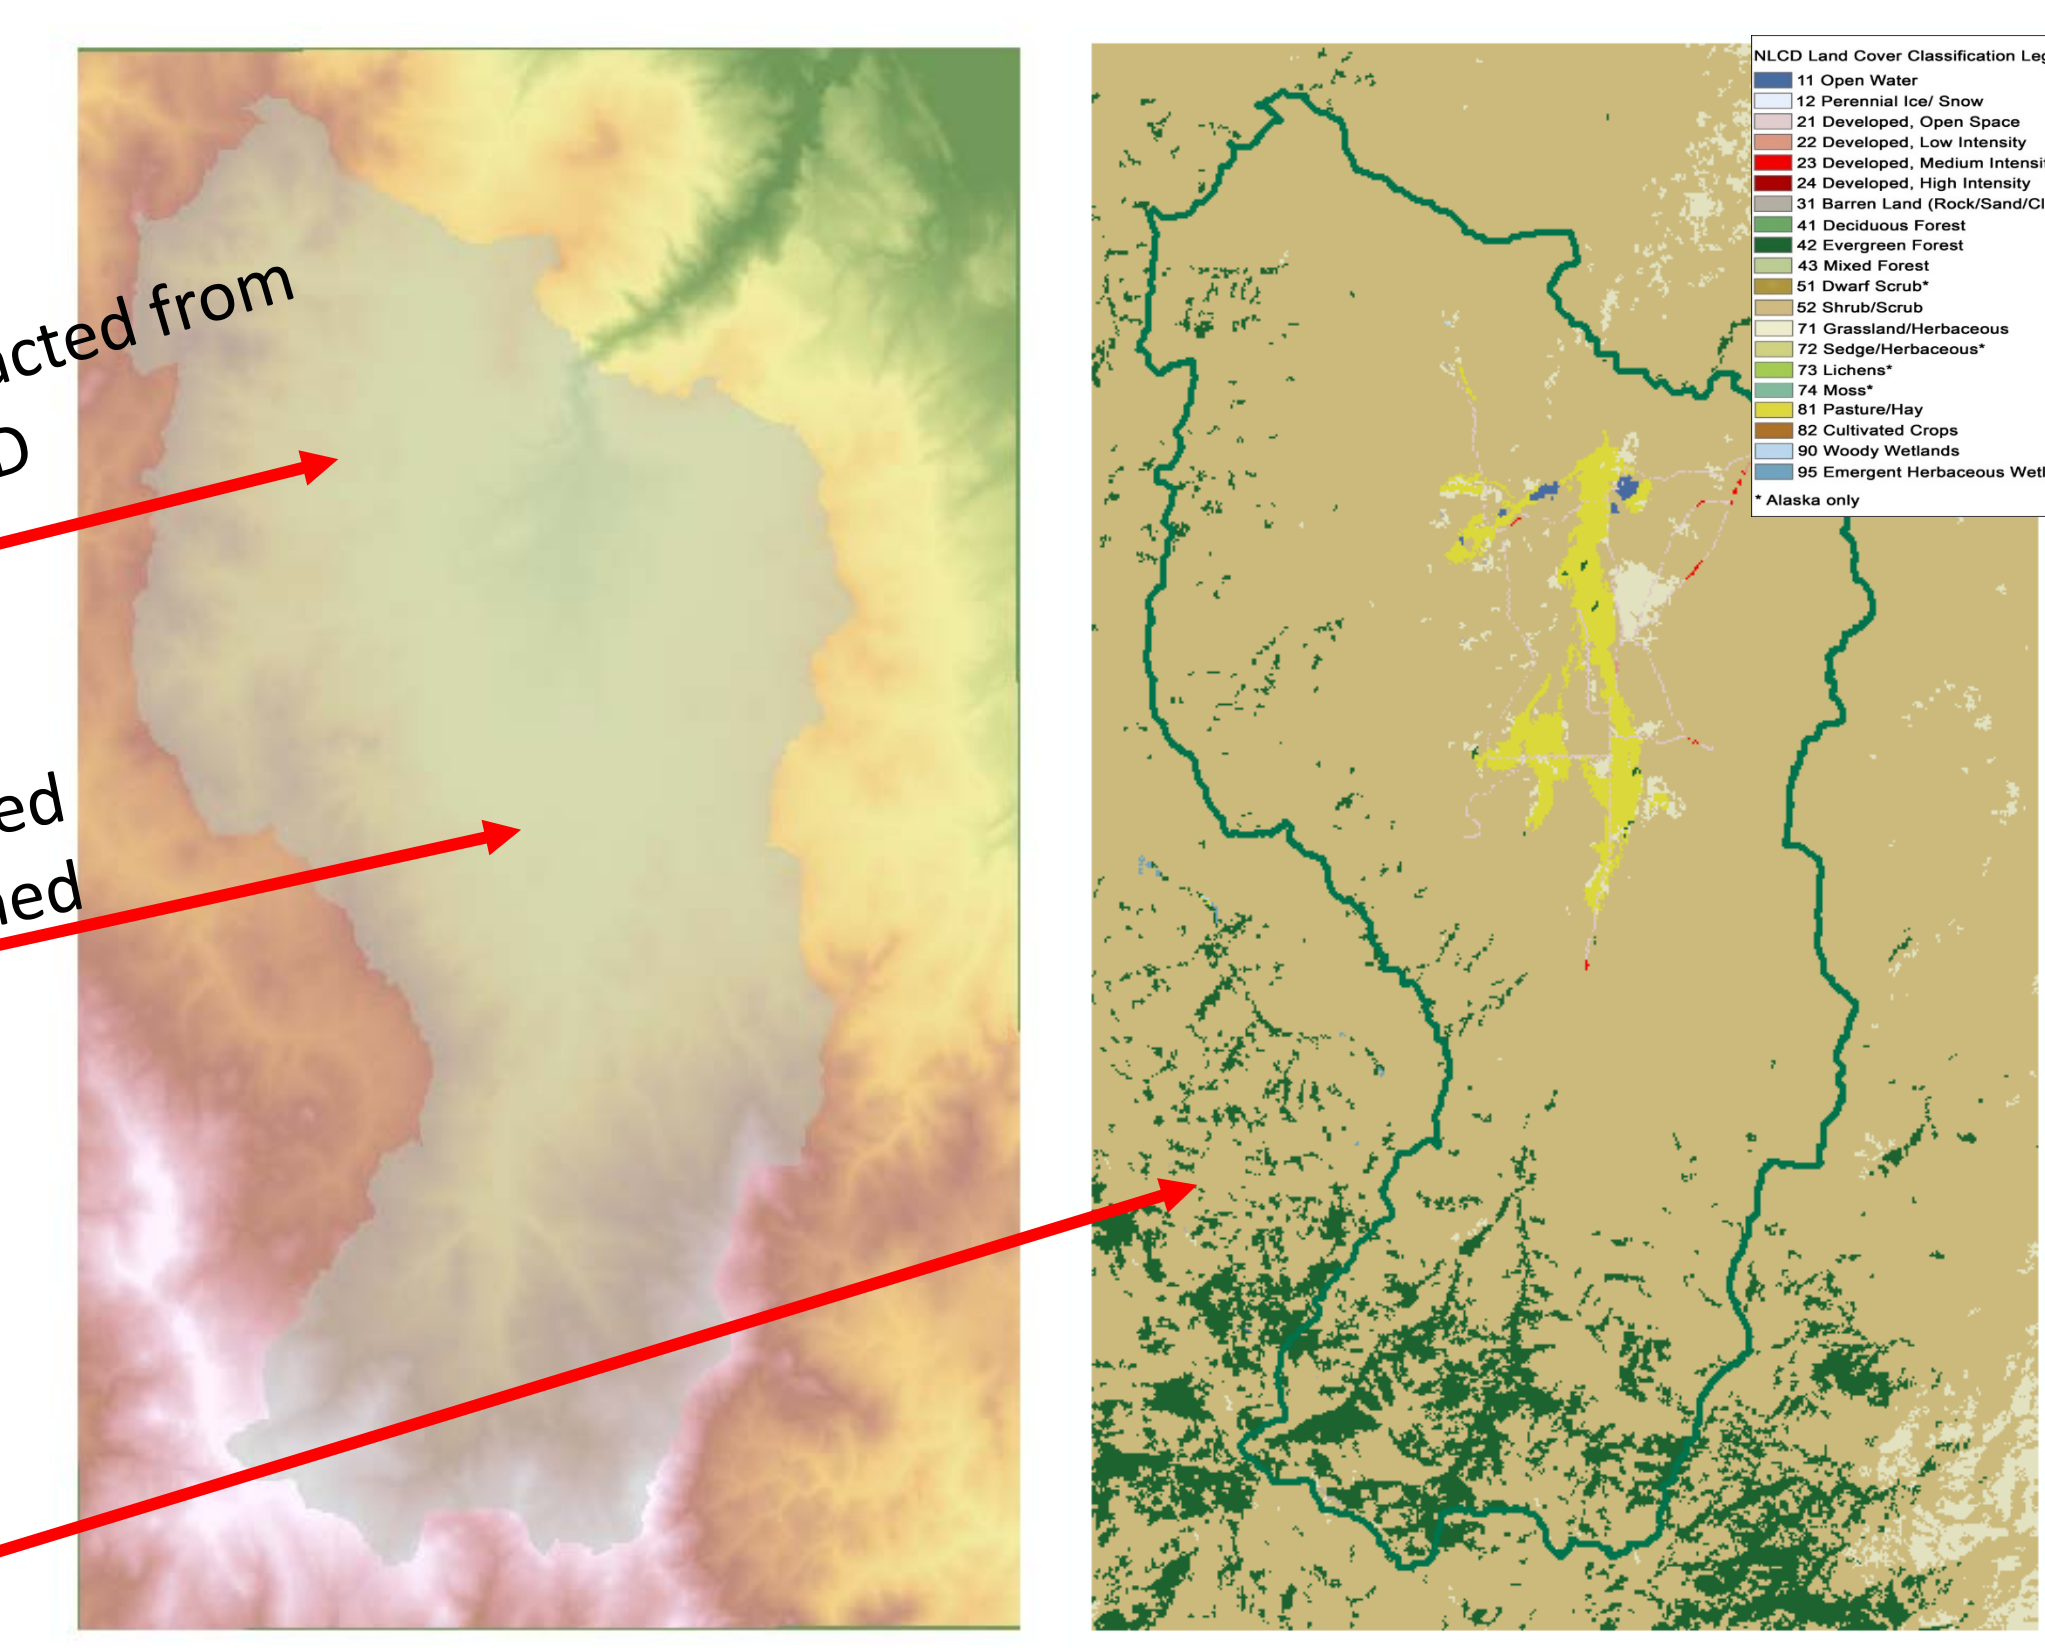 acted from
D
ed
ned
NLCD Land Cover Classification Leg
11 Open Water
12 Perennial Ice/ Snow
21 Developed, Open Space
22 Developed, Low Intensity
23 Developed, Medium Intensit
24 Developed, High Intensity
31 Barren Land (Rock/Sand/Cl
41 Deciduous Forest
42 Evergreen Forest
43 Mixed Forest
51 Dwarf Scrub*
52 Shrub/Scrub
71 Grassland/Herbaceous
72 Sedge/Herbaceous*
73 Lichens*
74 Moss*
81 Pasture/Hay
82 Cultivated Crops
90 Woody Wetlands
95 Emergent Herbaceous Wetl
* Alaska only